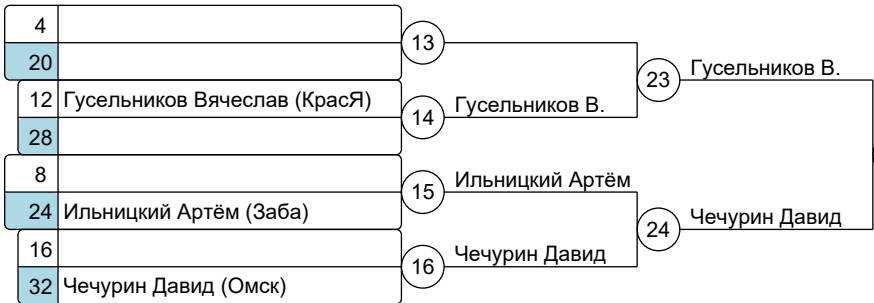 4
13
20
Гусельников В.
23
12 Гусельников Вячеслав (КрасЯ)
Гусельников В.
14
28
8
Ильницкий Артём
15
24 Ильницкий Артём (Заба)
Чечурин Давид
24
16
Чечурин Давид
16
32 Чечурин Давид (Омск)